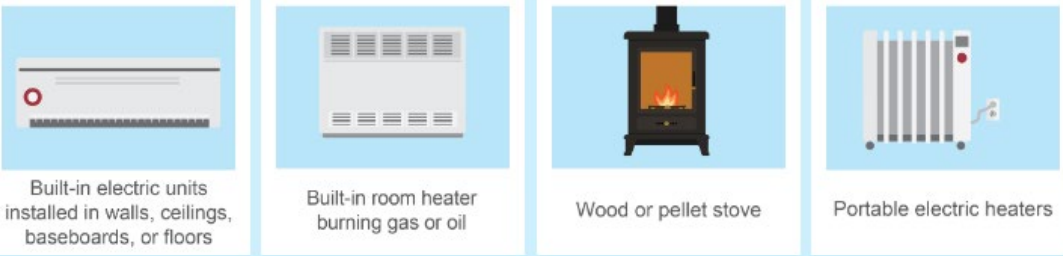 Built-in electric units
installed in walls, ceilings,
baseboards, or floors
Built-in room heater
burning gas or oil
Wood or pellet stove
Portable electric heaters